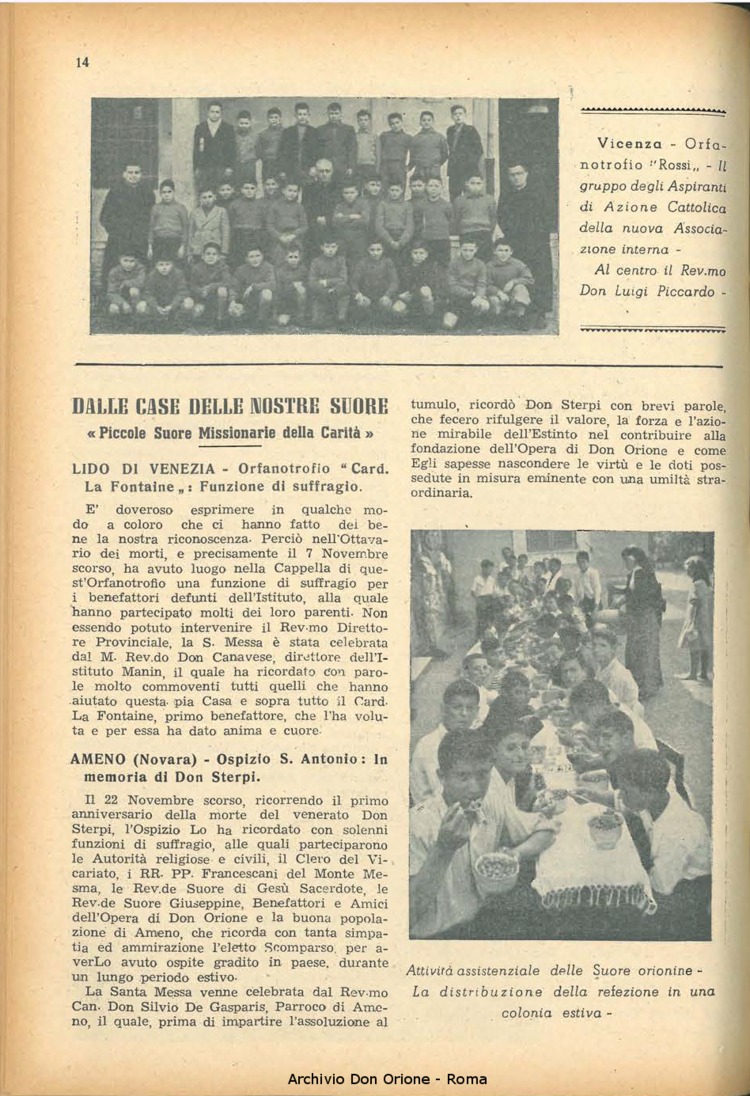 14
Vicenza - Orfa-
notrofio "Rossi„ - Il
gruppo degli Aspiranti
di Azione Cattolica
della nuova Associa-
zione interna -
Al centro il Rev.mo
Don Luigi Piccardo -
DALLE CASE DELLE NOSTRE SUORE
« Piccole Suore Missionarie della Carità »
LIDO DI VENEZIA - Orfanotrofio " Card.
La Fontaine „ : Funzione di suffragio.
E' doveroso esprimere in qualche mo-
do a coloro che ci hanno fatto del be-
ne la nostra riconoscenza. Perciò nell'Ottava-
rio dei morti, e precisamente il 7 Novembre
scorso, ha avuto luogo nella Cappella di que-
st'Orfanotrofio una funzione di suffragio per
i benefattori defunti dell'Istituto, alla quale
hanno partecipato molti dei loro parenti. Non
essendo potuto intervenire il Rev.mo Diretto-
re Provinciale, la S. Messa è stata celebrata
dal M. Rev.do Don Canavese, direttore dell'I-
stituto Manin, il quale ha ricordato con paro-
le molto commoventi tutti quelli che hanno
aiutato questa pia Casa e sopra tutto il Card.
La Fontaine, primo benefattore, che l'ha volu-
ta e per essa ha dato anima e cuore.
AMENO (Novara) - Ospizio S. Antonio : In
memoria di Don Sterpi.
Il 22 Novembre scorso, ricorrendo il primo
anniversario della morte del venerato Don
Sterpi, l'Ospizio Lo ha ricordato con solenni
funzioni di suffragio, alle quali parteciparono
le Autorità religiose e civili, il Clero del Vi-
cariato, i RR. PP. Francescani del Monte Me-
sma, le Rev.de Suore di Gesù Sacerdote, le
Rev.de Suore Giuseppine, Benefattori e Amici
dell'Opera di Don Orione e la buona popola-
zione di Ameno, che ricorda con tanta simpa-
tia ed ammirazione l'eletto Scomparso, per a-
verLo avuto ospite gradito in paese, durante
un lungo periodo estivo.
La Santa Messa venne celebrata dal Rev.mo
Can. Don Silvio De Gasparis, Parroco di Ame-
no, il quale, prima di impartire l'assoluzione al
tumulo, ricordò Don Sterpi con brevi parole,
che fecero rifulgere il valore, la forza e l'azio-
ne mirabile dell'Estinto nel contribuire alla
fondazione dell'Opera di Don Orione e come
Egli sapesse nascondere le virtù e le doti pos-
sedute in misura eminente con una umiltà stra-
ordinaria.
Attività assistenziale delle Suore orionine -
La distribuzione della refezione in una
colonia estiva -
Archivio Don Orione - Roma